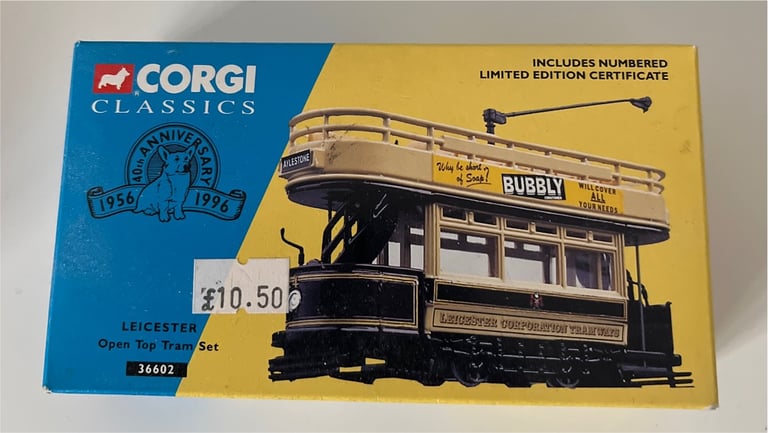 CORGI
CLASSICS
40th ANNIVERSARY
1956 1996
INCLUDES NUMBERED
LIMITED EDITION CERTIFICATE
AYLESTONE
Why be short
of Soap?
BUBBLY
WILL COVER
ALL
YOUR NEEDS
£10.50
LEICESTER CORPORATION TRAMWAYS
LEICESTER
Open Top Tram Set
36602